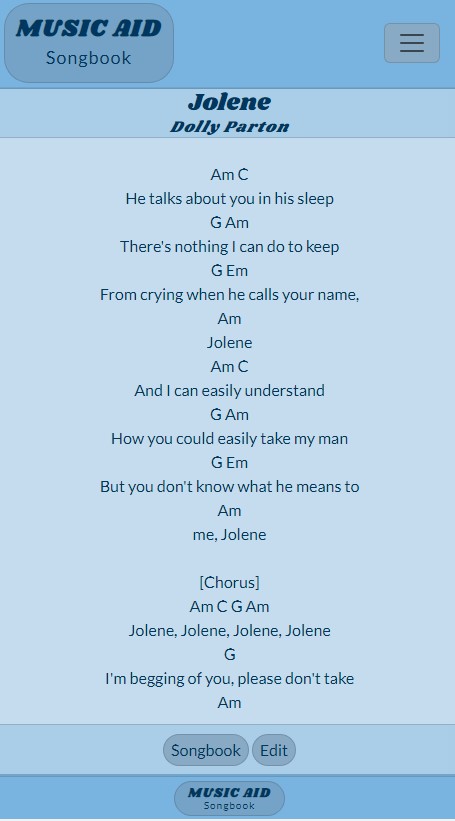 MUSIC AID
Songbook
Jolene
Dolly Parton
Am C
He talks about you in his sleep
G Am
There's nothing I can do to keep
G Em
From crying when he calls your name,
Am
Jolene
Am C
And I can easily understand
G Am
How you could easily take my man
G Em
But you don't know what he means to
Am
me, Jolene
[Chorus]
Am C G Am
Jolene, Jolene, Jolene, Jolene
G
I'm begging of you, please don't take
Am
Songbook Edit
MUSIC AID
Songbook